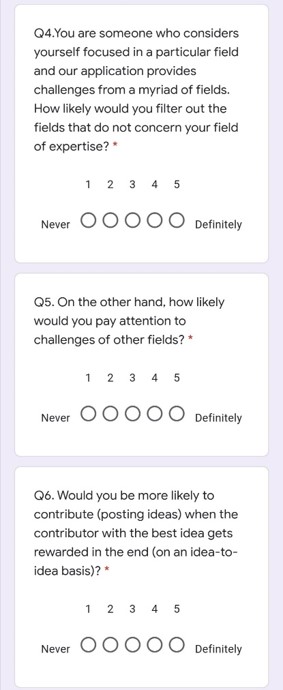 Q4.You are someone who considers
yourself focused in a particular field
and our application provides
challenges from a myriad of fields.
How likely would you filter out the
fields that do not concern your field
of expertise? *
1 2 3 4 5
Never Definitely
Q5. On the other hand, how likely
would you pay attention to
challenges of other fields? *
1 2 3 4 5
Never Definitely
Q6. Would you be more likely to
contribute (posting ideas) when the
contributor with the best idea gets
rewarded in the end (on an idea-to-
idea basis)? *
1 2 3 4 5
Never Definitely